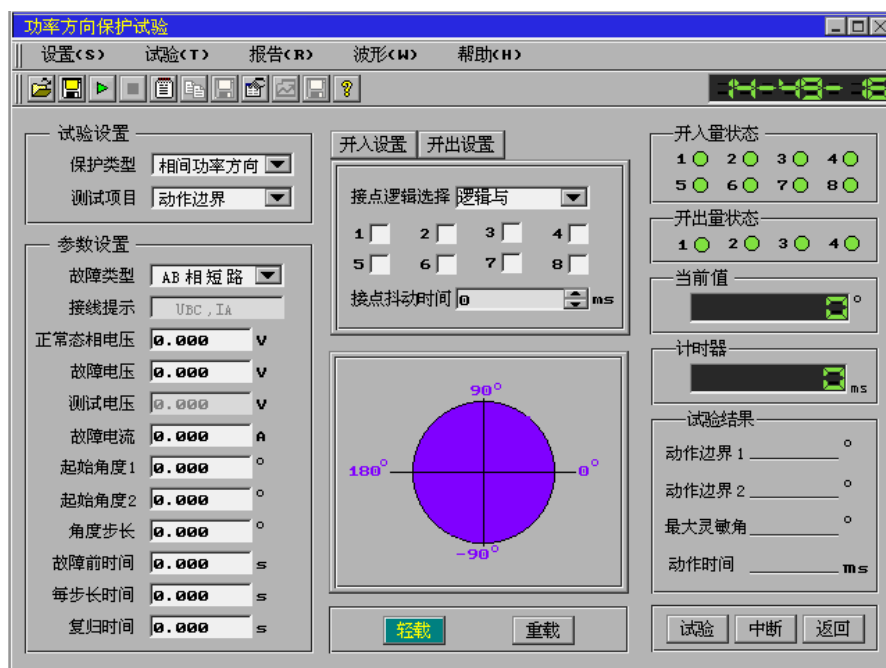 功率方向保护试验
设置(S) 试验(T) 报告(R) 波形(W) 帮助(H)
试验设置
保护类型 相间功率方向
测试项目 动作边界
参数设置
故障类型 AB相短路
接线提示 UBC,IA
正常态相电压 0.000 V
故障电压 0.000 V
测试电压 0.000 V
故障电流 0.000 A
起始角度1 0.000 °
起始角度2 0.000 °
角度步长 0.000 °
故障前时间 0.000 s
每步长时间 0.000 s
复归时间 0.000 s
开入设置 开出设置
接点逻辑选择 逻辑与
1 2 3 4
5 6 7 8
接点抖动时间 0 ms
90°
180° 0°
-90°
轻载 重载
开入量状态
1 2 3 4
5 6 7 8
开出量状态
1 2 3 4
当前值
0 °
计时器
0 ms
试验结果
动作边界1 °
动作边界2 °
最大灵敏角 °
动作时间 ms
试验 中断 返回